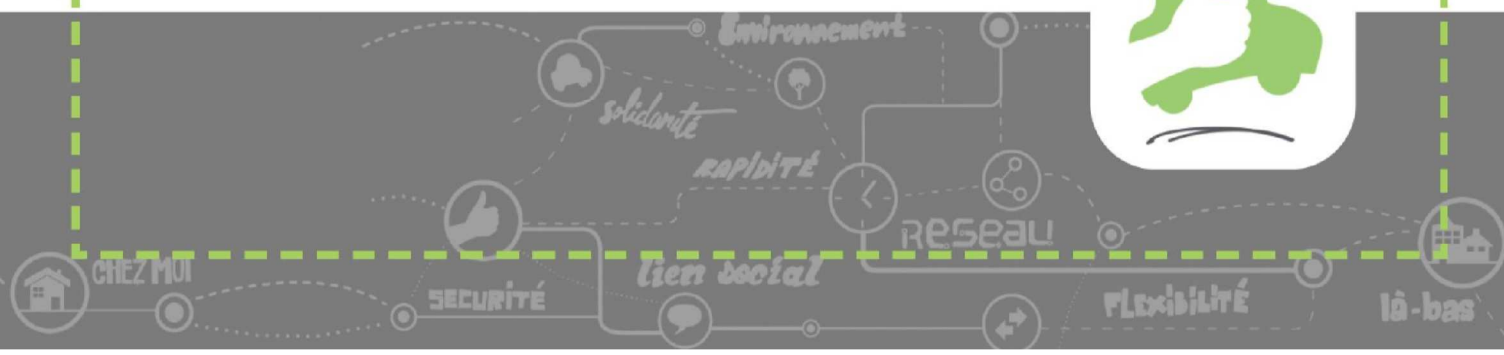 Environnement
solidarité
RAPIDITÉ
Reseau
CHEZ MOI
lien social
SECURITÉ
FLEXIBILITÉ
là-bas